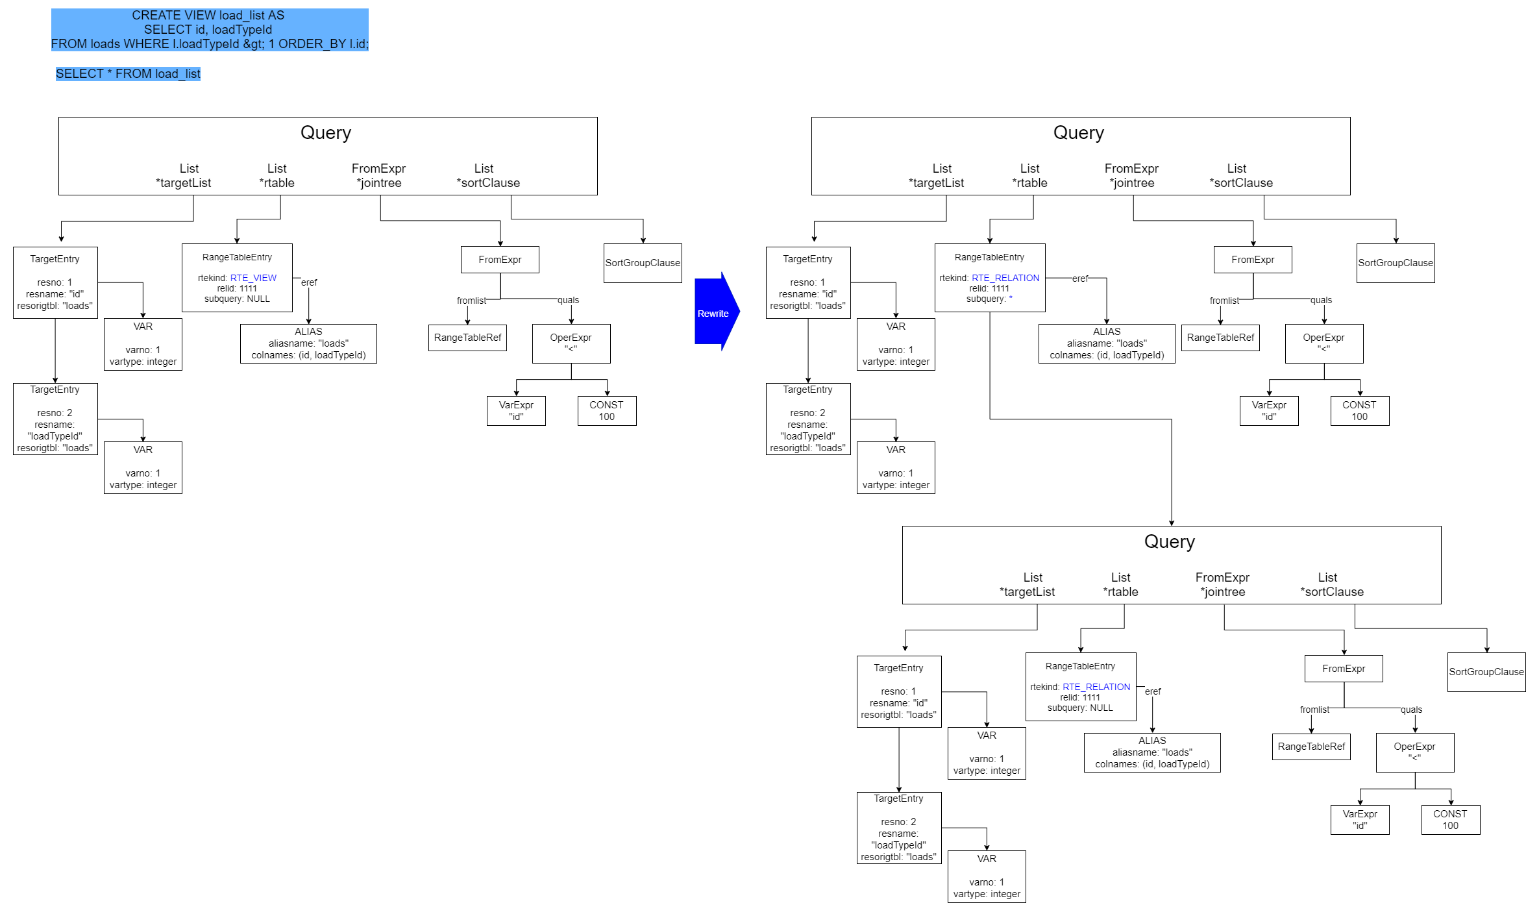 CREATE VIEW load_list AS
SELECT id, loadTypeId
FROM loads WHERE l.loadTypeId &gt; 1 ORDER_BY l.id;
SELECT * FROM load_list
Query
List
*targetList
List
*rtable
FromExpr
*jointree
List
*sortClause
TargetEntry
resno: 1
resname: "id"
resorigtbl: "loads"
VAR
varno: 1
vartype: integer
TargetEntry
resno: 2
resname:
"loadTypeId"
resorigtbl: "loads"
VAR
varno: 1
vartype: integer
RangeTableEntry
rtekind: RTE_VIEW
relid: 1111
subquery: NULL
eref
ALIAS
aliasname: "loads"
colnames: (id, loadTypeId)
FromExpr
fromlist
quals
RangeTableRef
OperExpr
"<"
VarExpr
"id"
CONST
100
SortGroupClause
Rewrite
Query
List
*targetList
List
*rtable
FromExpr
*jointree
List
*sortClause
TargetEntry
resno: 1
resname: "id"
resorigtbl: "loads"
VAR
varno: 1
vartype: integer
TargetEntry
resno: 2
resname:
"loadTypeId"
resorigtbl: "loads"
VAR
varno: 1
vartype: integer
RangeTableEntry
rtekind: RTE_RELATION
relid: 1111
subquery: *
eref
ALIAS
aliasname: "loads"
colnames: (id, loadTypeId)
FromExpr
fromlist
quals
RangeTableRef
OperExpr
"<"
VarExpr
"id"
CONST
100
SortGroupClause
Query
List
*targetList
List
*rtable
FromExpr
*jointree
List
*sortClause
TargetEntry
resno: 1
resname: "id"
resorigtbl: "loads"
VAR
varno: 1
vartype: integer
TargetEntry
resno: 2
resname:
"loadTypeId"
resorigtbl: "loads"
VAR
varno: 1
vartype: integer
RangeTableEntry
rtekind: RTE_RELATION
relid: 1111
subquery: NULL
eref
ALIAS
aliasname: "loads"
colnames: (id, loadTypeId)
FromExpr
fromlist
quals
RangeTableRef
OperExpr
"<"
VarExpr
"id"
CONST
100
SortGroupClause